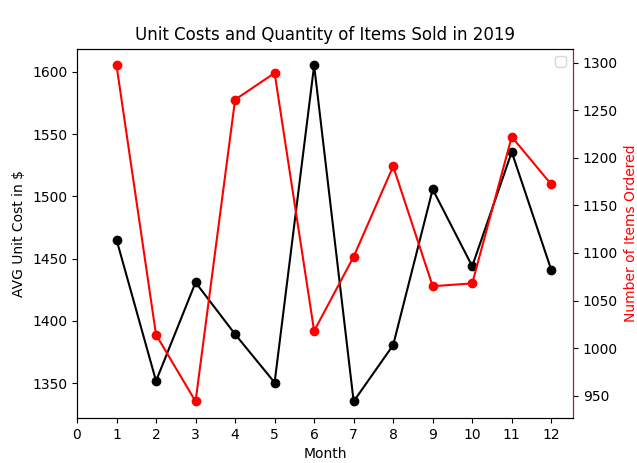 Unit Costs and Quantity of Items Sold in 2019
AVG Unit Cost in $
1600
1550
1500
1450
1400
1350
1300
1250
1200
1150
1100
1050
1000
950
Number of Items Ordered
0 1 2 3 4 5 6 7 8 9 10 11 12
Month